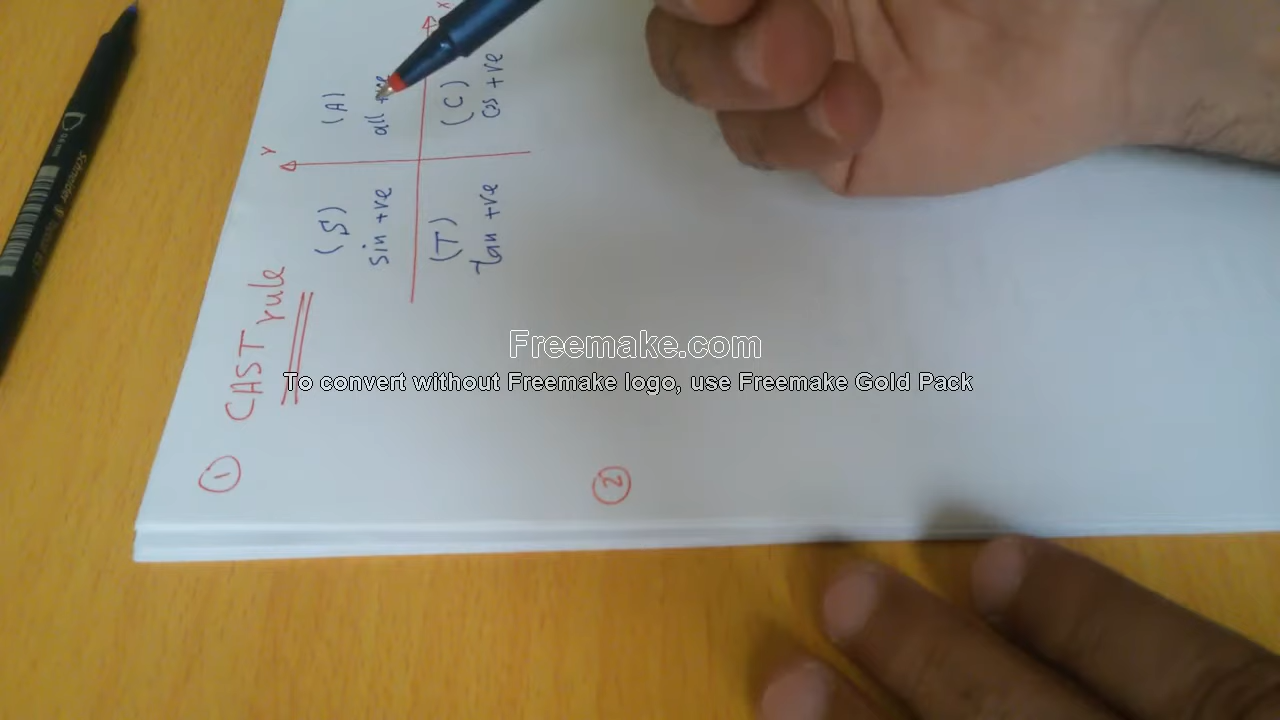 ① CAST rule
Y
(S)
(A)
sin +ve
all +ve
X
(T)
(C)
tan +ve
cos +ve
②
Freemake.com
To convert without Freemake logo, use Freemake Gold Pack
schneider